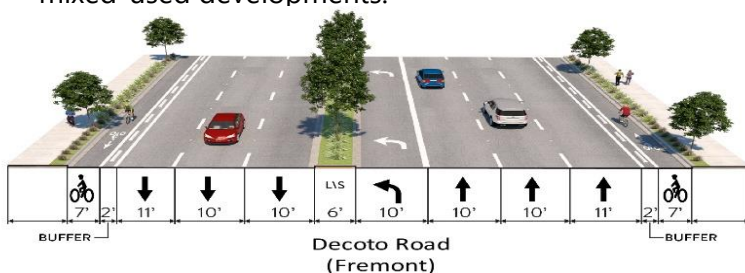 mixed-used developments.
7' 2' 11' 10' 10' L\S 6' 10' 10' 10' 11' 2' 7'
BUFFER BUFFER
Decoto Road
(Fremont)